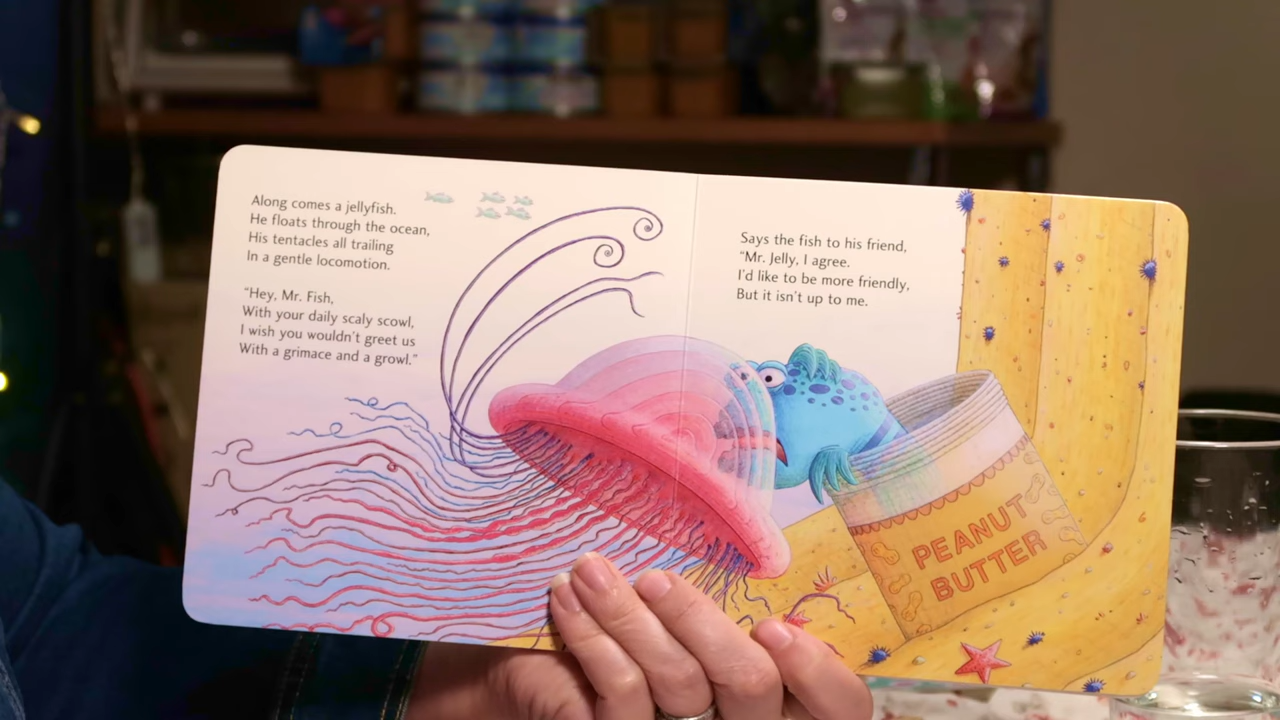 Along comes a jellyfish.
He floats through the ocean,
His tentacles all trailing
In a gentle locomotion.
"Hey, Mr. Fish,
With your daily scaly scowl,
I wish you wouldn't greet us
With a grimace and a growl."
Says the fish to his friend,
"Mr. Jelly, I agree.
I'd like to be more friendly,
But it isn't up to me.
PEANUT
BUTTER